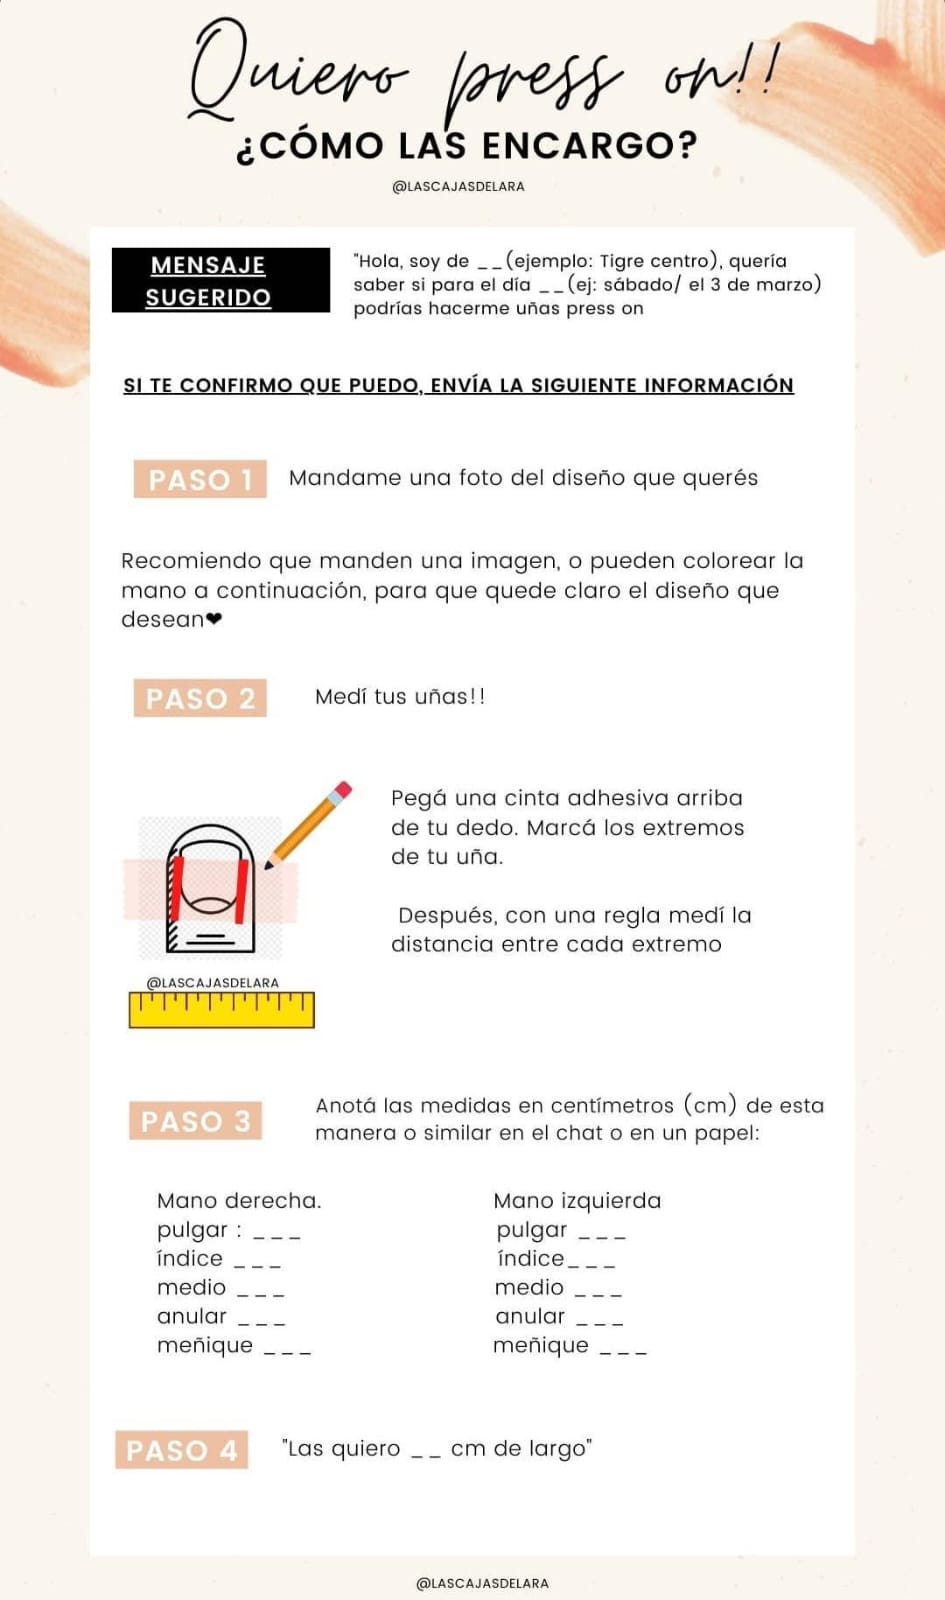 Quiero press on!!
¿CÓMO LAS ENCARGO?
@LASCAJASDELARA
MENSAJE
SUGERIDO
"Hola, soy de _ _(ejemplo: Tigre centro), quería
saber si para el día _ _(ej: sábado/ el 3 de marzo)
podrías hacerme uñas press on
SI TE CONFIRMO QUE PUEDO, ENVÍA LA SIGUIENTE INFORMACIÓN
PASO 1
Mandame una foto del diseño que querés
Recomiendo que manden una imagen, o pueden colorear la
mano a continuación, para que quede claro el diseño que
desean❤
PASO 2
Medí tus uñas!!
Pegá una cinta adhesiva arriba
de tu dedo. Marcá los extremos
de tu uña.
Después, con una regla medí la
distancia entre cada extremo
@LASCAJASDELARA
PASO 3
Anotá las medidas en centímetros (cm) de esta
manera o similar en el chat o en un papel:
Mano derecha.
pulgar : _ _ _
índice _ _ _
medio _ _ _
anular _ _ _
meñique _ _ _
Mano izquierda
pulgar _ _ _
índice_ _ _
medio _ _ _
anular _ _ _
meñique _ _ _
PASO 4
"Las quiero _ _ cm de largo"
@LASCAJASDELARA